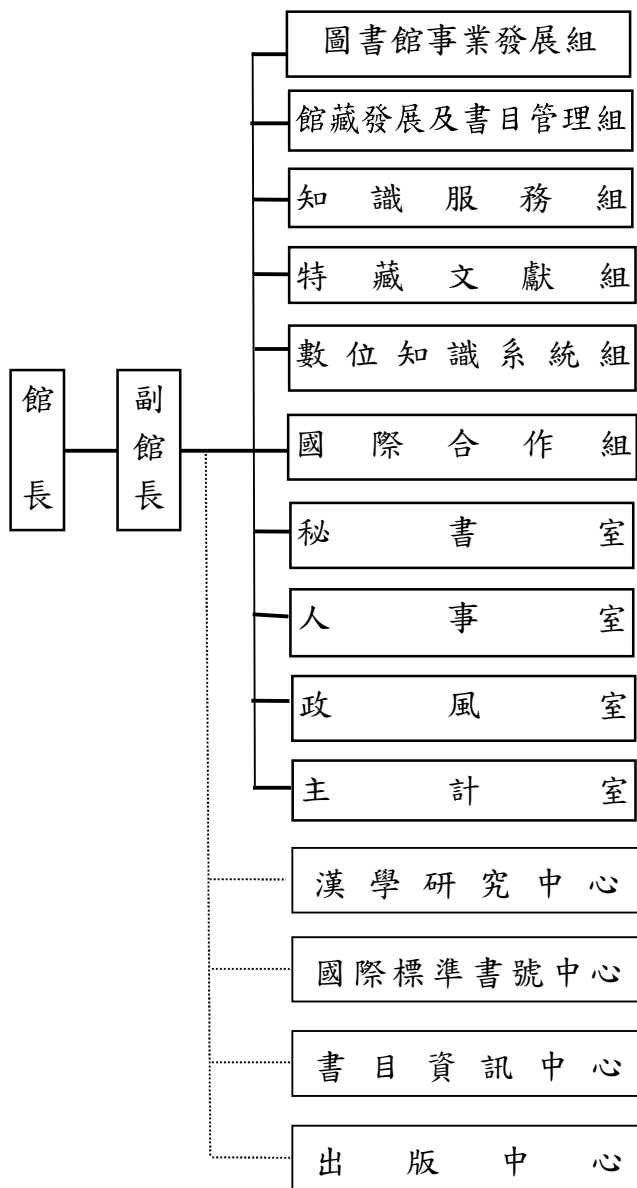 圖書館事業發展組
館藏發展及書目管理組
知識服務組
特藏文獻組
數位知識系統組
館長
副館長
國際合作組
秘書室
人事室
政風室
主計室
漢學研究中心
國際標準書號中心
書目資訊中心
出版中心